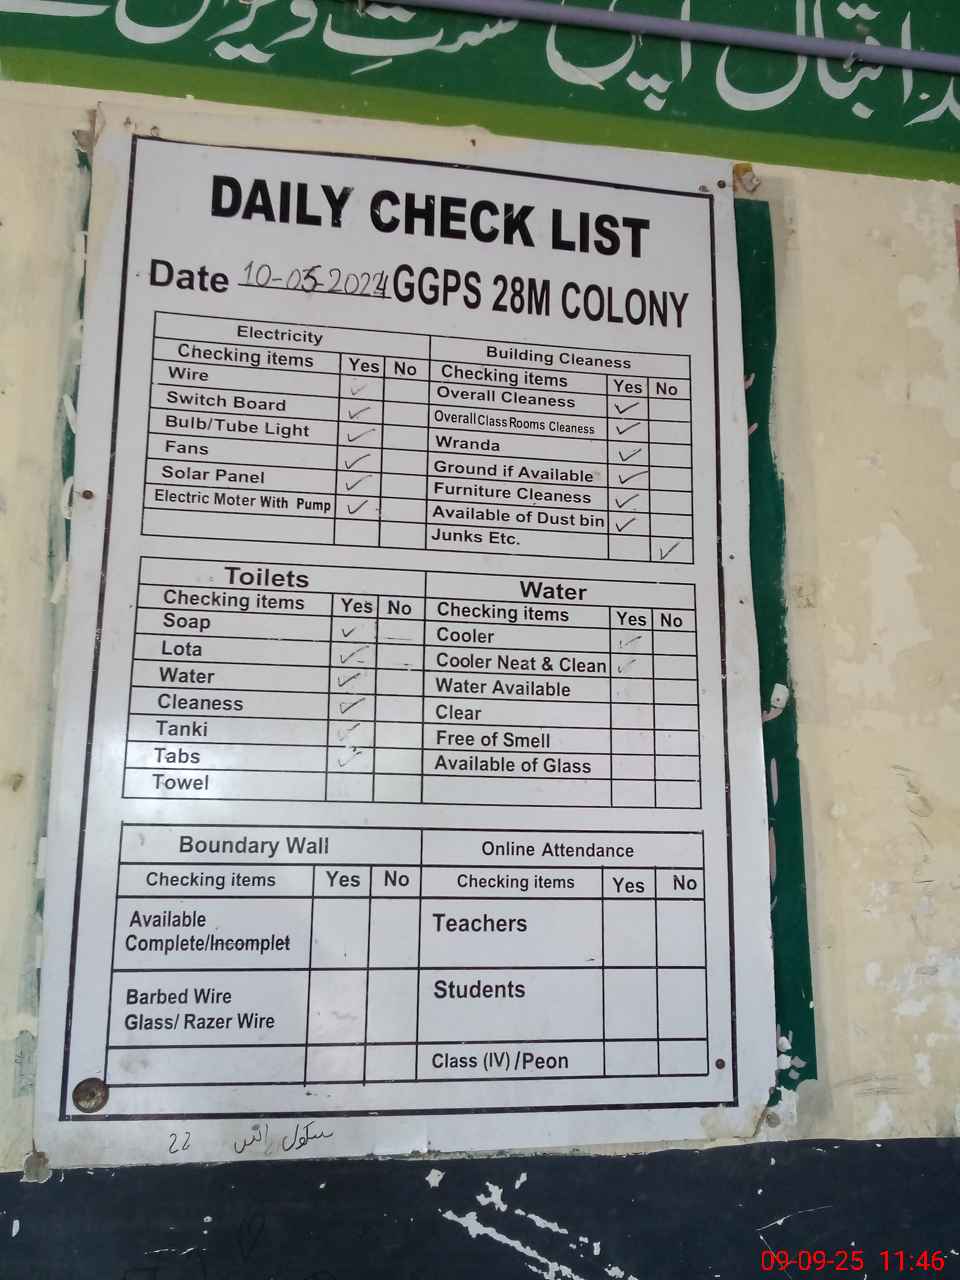 اقبال اپنی سست
DAILY CHECK LIST
Date 10-05-2024 GGPS 28M COLONY
Electricity
Checking items Yes No
Wire ✓
Switch Board ✓
Bulb/Tube Light ✓
Fans ✓
Solar Panel ✓
Electric Moter With Pump ✓
Building Cleaness
Checking items Yes No
Overall Cleaness ✓
Overall Class Rooms Cleaness ✓
Wranda ✓
Ground if Available ✓
Furniture Cleaness ✓
Available of Dust bin ✓
Junks Etc. ✓
Toilets
Checking items Yes No
Soap ✓
Lota ✓
Water ✓
Cleaness ✓
Tanki ✓
Tabs ✓
Towel
Water
Checking items Yes No
Cooler ✓
Cooler Neat & Clean ✓
Water Available
Clear
Free of Smell
Available of Glass
Boundary Wall
Checking items Yes No
Available
Complete/Incomplet
Barbed Wire
Glass/ Razer Wire
Online Attendance
Checking items Yes No
Teachers
Students
Class (IV) /Peon
22
09-09-25 11:46